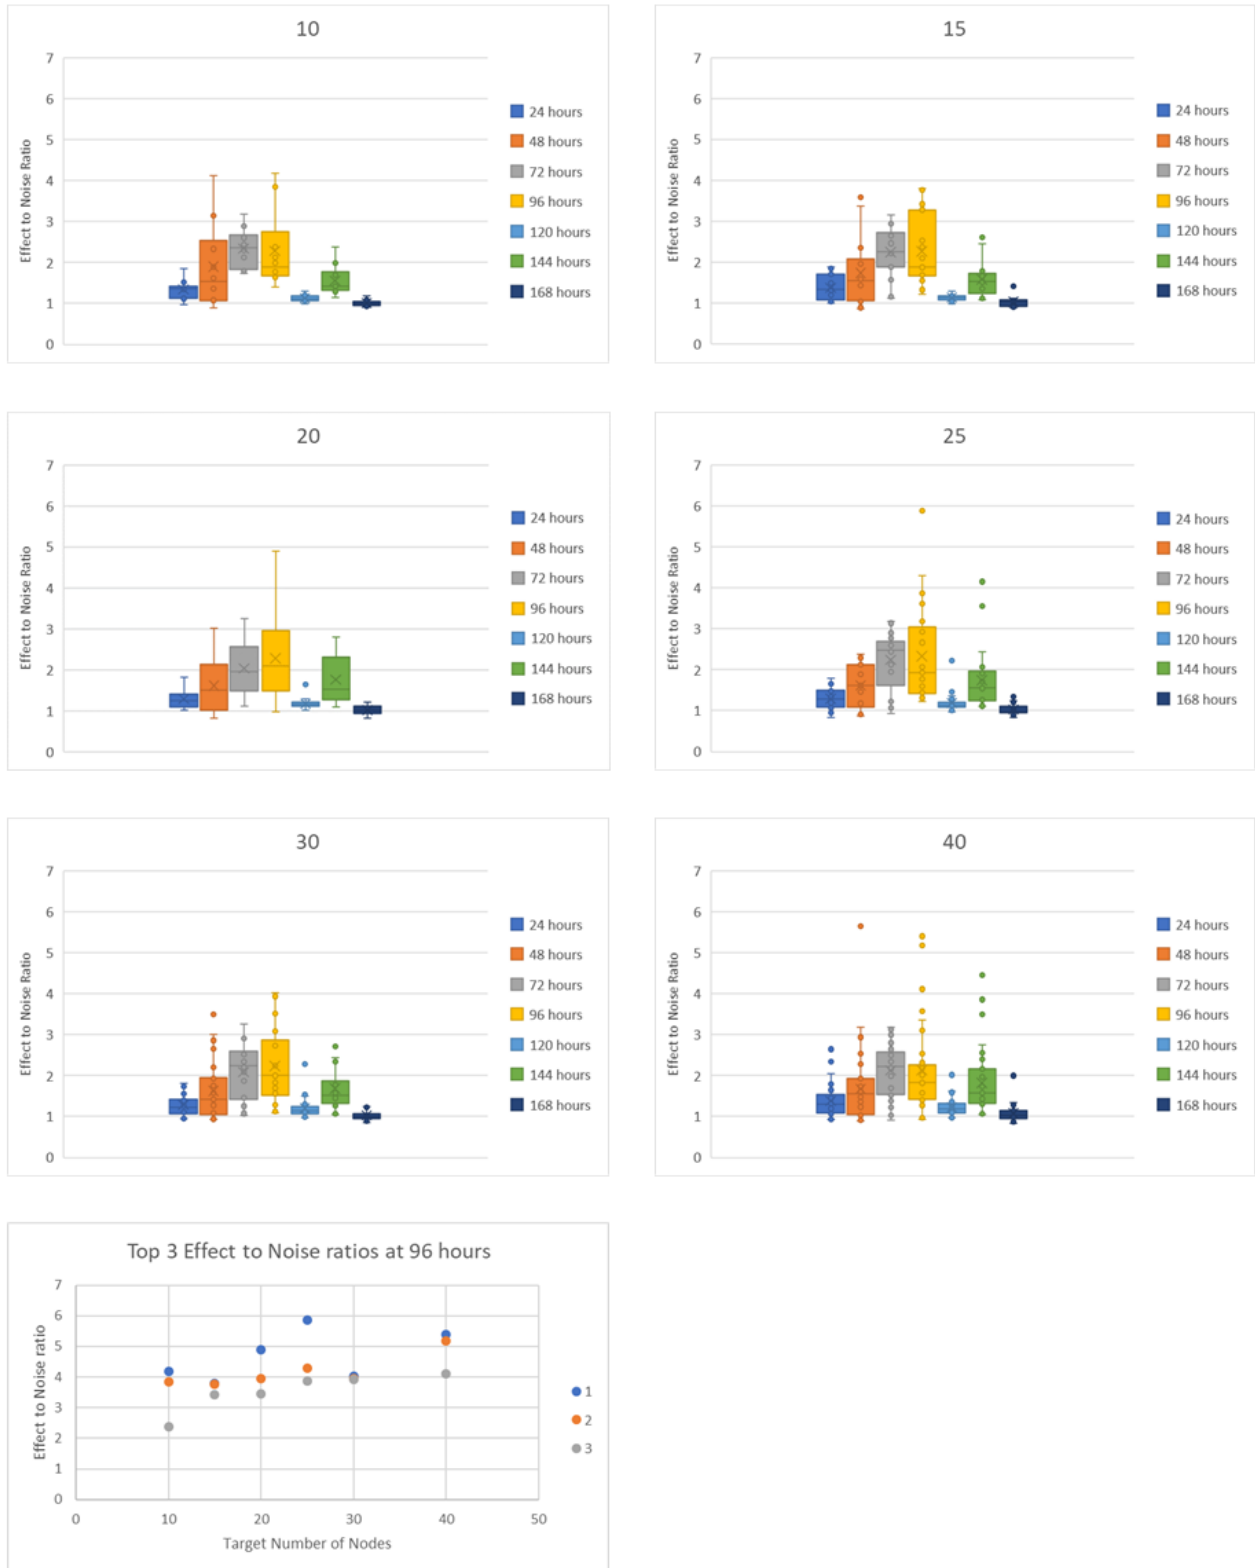 10
7
6
5
4
3
2
1
0
Effect to Noise Ratio
24 hours
48 hours
72 hours
96 hours
120 hours
144 hours
168 hours
15
7
6
5
4
3
2
1
0
Effect to Noise Ratio
24 hours
48 hours
72 hours
96 hours
120 hours
144 hours
168 hours
20
7
6
5
4
3
2
1
0
Effect to Noise Ratio
24 hours
48 hours
72 hours
96 hours
120 hours
144 hours
168 hours
25
7
6
5
4
3
2
1
0
Effect to Noise Ratio
24 hours
48 hours
72 hours
96 hours
120 hours
144 hours
168 hours
30
7
6
5
4
3
2
1
0
Effect to Noise Ratio
24 hours
48 hours
72 hours
96 hours
120 hours
144 hours
168 hours
40
7
6
5
4
3
2
1
0
Effect to Noise Ratio
24 hours
48 hours
72 hours
96 hours
120 hours
144 hours
168 hours
Top 3 Effect to Noise ratios at 96 hours
7
6
5
4
3
2
1
0
Effect to Noise ratio
0 10 20 30 40 50
Target Number of Nodes
1
2
3